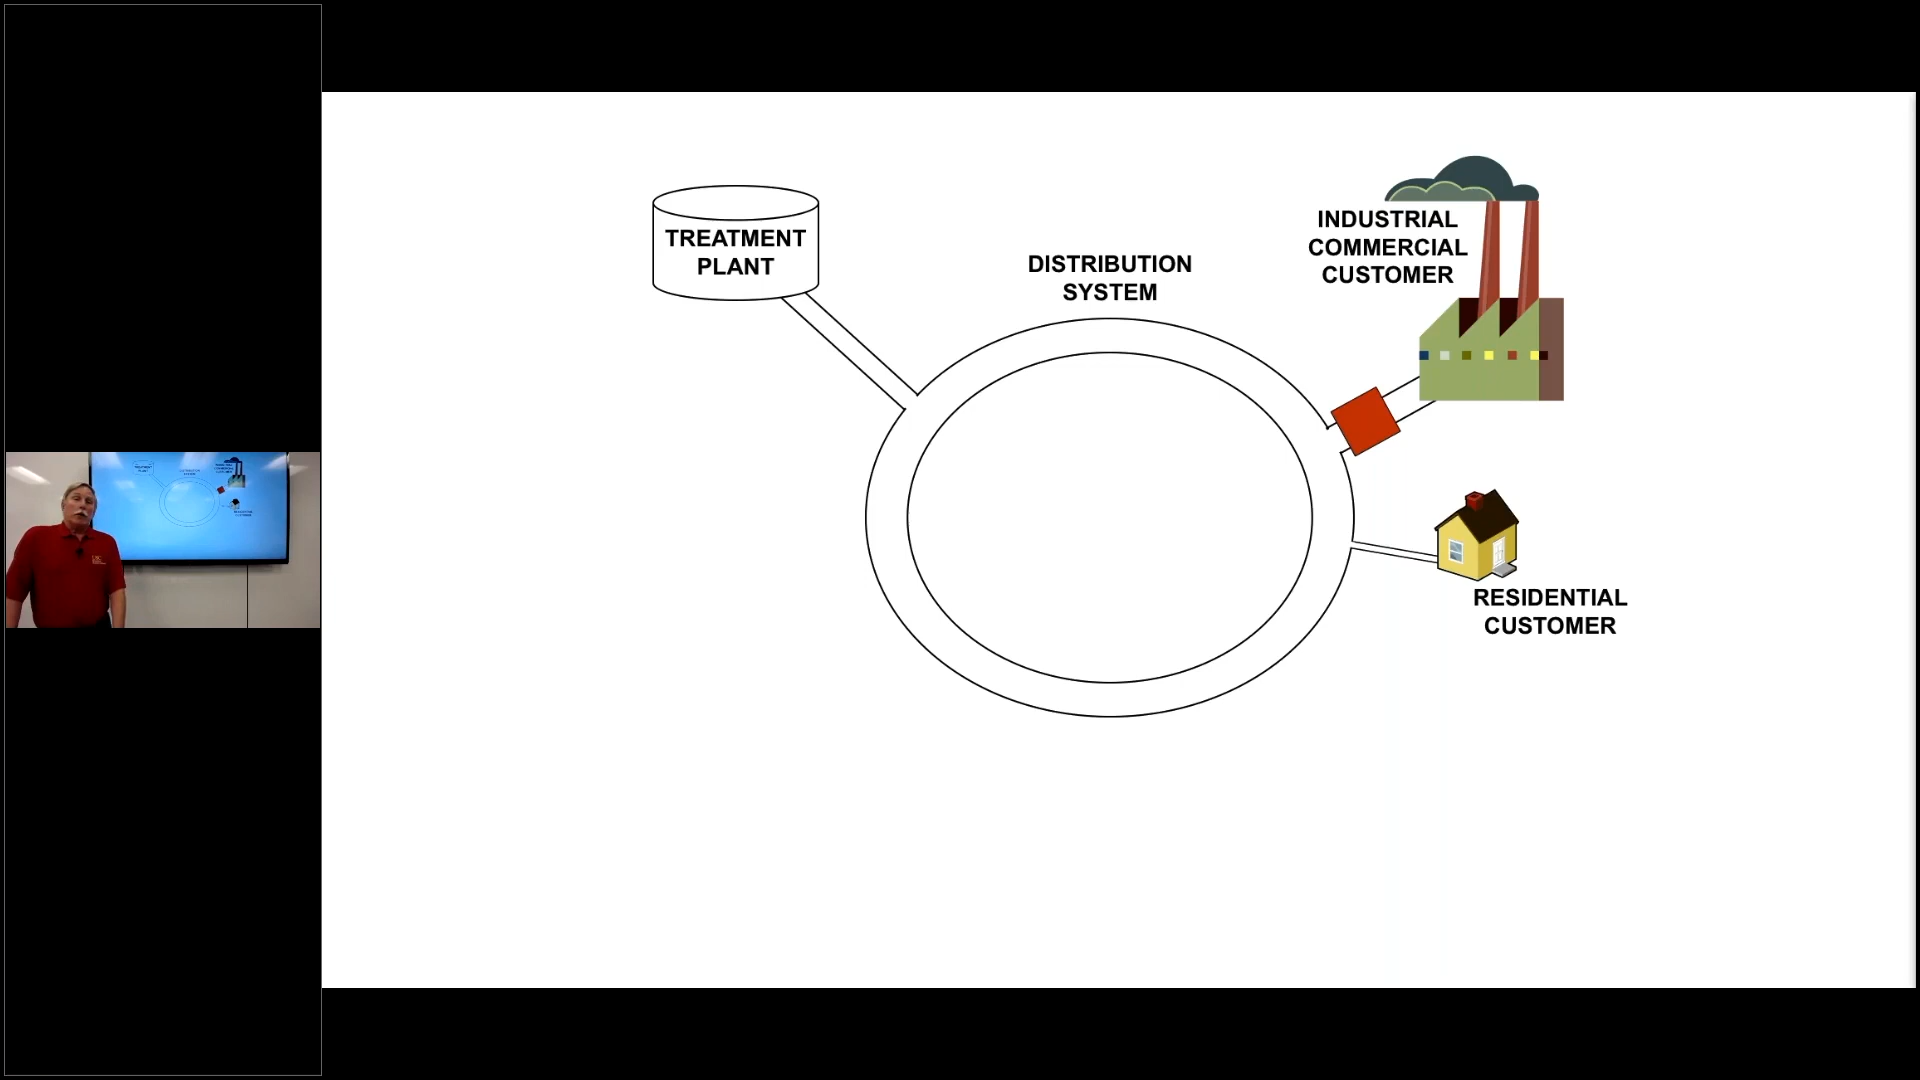 TREATMENT
PLANT
DISTRIBUTION
SYSTEM
INDUSTRIAL
COMMERCIAL
CUSTOMER
RESIDENTIAL
CUSTOMER